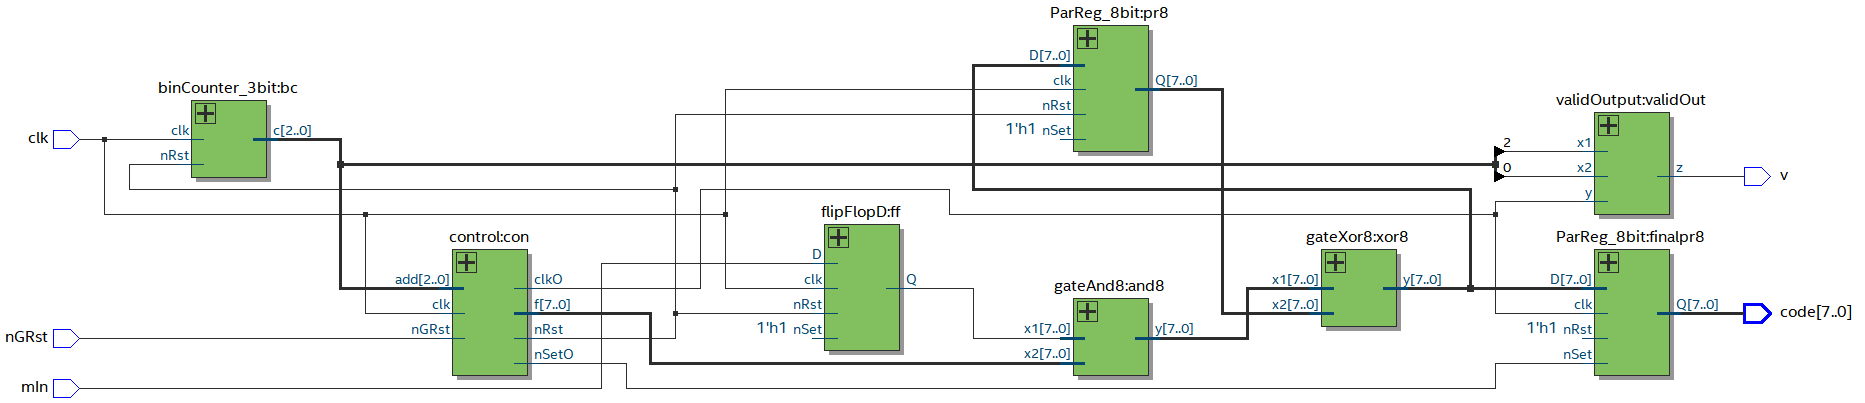 ParReg_8bit:pr8
D[7..0]
clk
Q[7..0]
nRst
1'h1 nSet
binCounter_3bit:bc
clk
clk
c[2..0]
nRst
validOutput:validOut
2
x1
0
x2
z
v
y
flipFlopD:ff
D
clk
Q
nRst
1'h1 nSet
control:con
add[2..0]
clkO
clk
f[7..0]
nGRst
nGRst
nRst
nSetO
mIn
gateAnd8:and8
x1[7..0]
y[7..0]
x2[7..0]
gateXor8:xor8
x1[7..0]
y[7..0]
x2[7..0]
ParReg_8bit:finalpr8
D[7..0]
clk
Q[7..0]
code[7..0]
1'h1 nRst
nSet